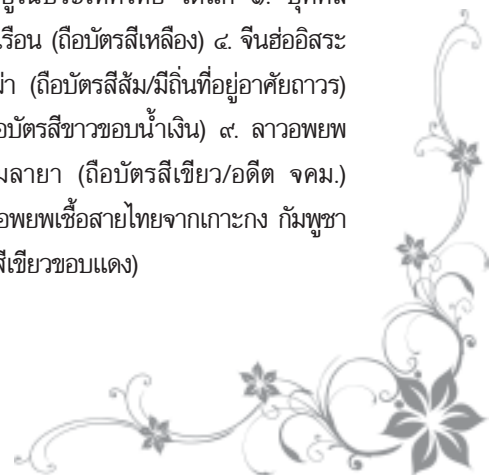 อยู่ในประเทศไทย ได้แก่ ๑. บุคคล
เรือน (ถือบัตรสีเหลือง) ๔. จีนฮ่ออิสระ
(ถือบัตรสีส้ม/มีถิ่นที่อยู่อาศัยถาวร)
บัตรสีขาวขอบน้ำเงิน) ๙. ลาวอพยพ
มลายา (ถือบัตรสีเขียว/อดีต จคม.)
อพยพเชื้อสายไทยจากเกาะกง กัมพูชา
สีเขียวขอบแดง)